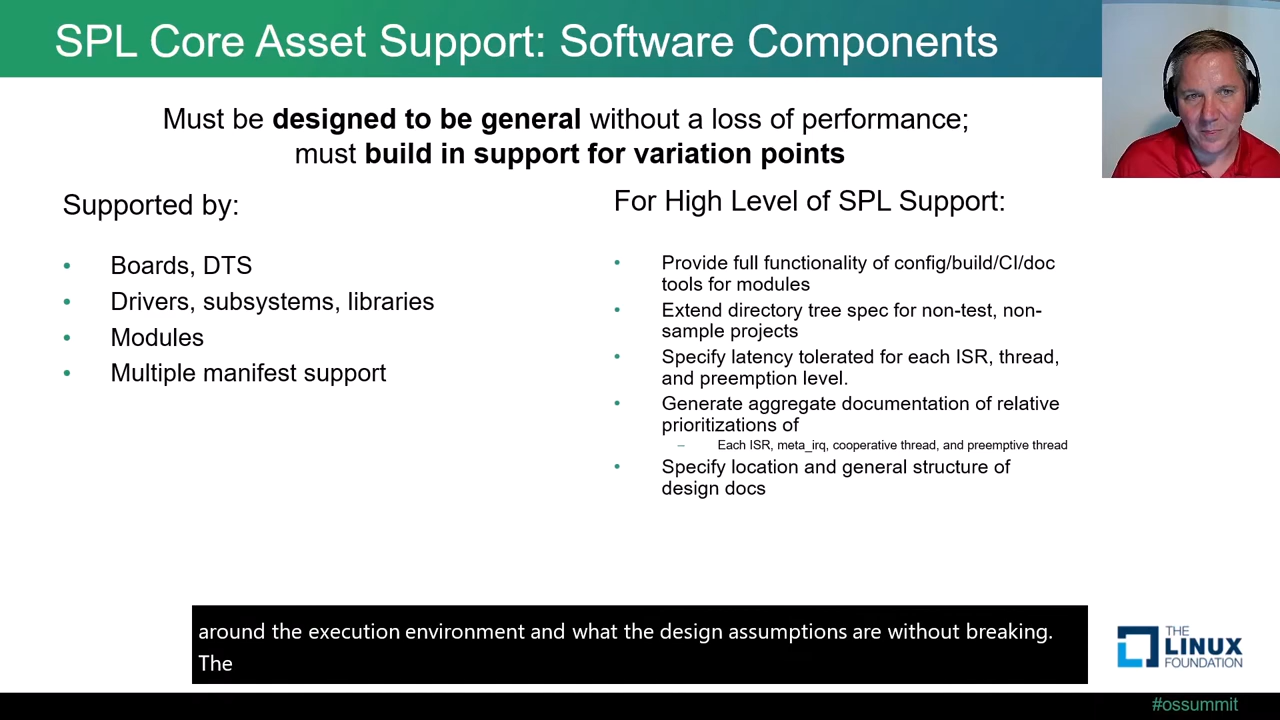 SPL Core Asset Support: Software Components
Must be designed to be general without a loss of performance;
must build in support for variation points
Supported by:
• Boards, DTS
• Drivers, subsystems, libraries
• Modules
• Multiple manifest support
For High Level of SPL Support:
• Provide full functionality of config/build/CI/doc
tools for modules
• Extend directory tree spec for non-test, non-
sample projects
• Specify latency tolerated for each ISR, thread,
and preemption level.
• Generate aggregate documentation of relative
prioritizations of
– Each ISR, meta_irq, cooperative thread, and preemptive thread
• Specify location and general structure of
design docs
around the execution environment and what the design assumptions are without breaking.
The
THE
LINUX
FOUNDATION
#ossummit